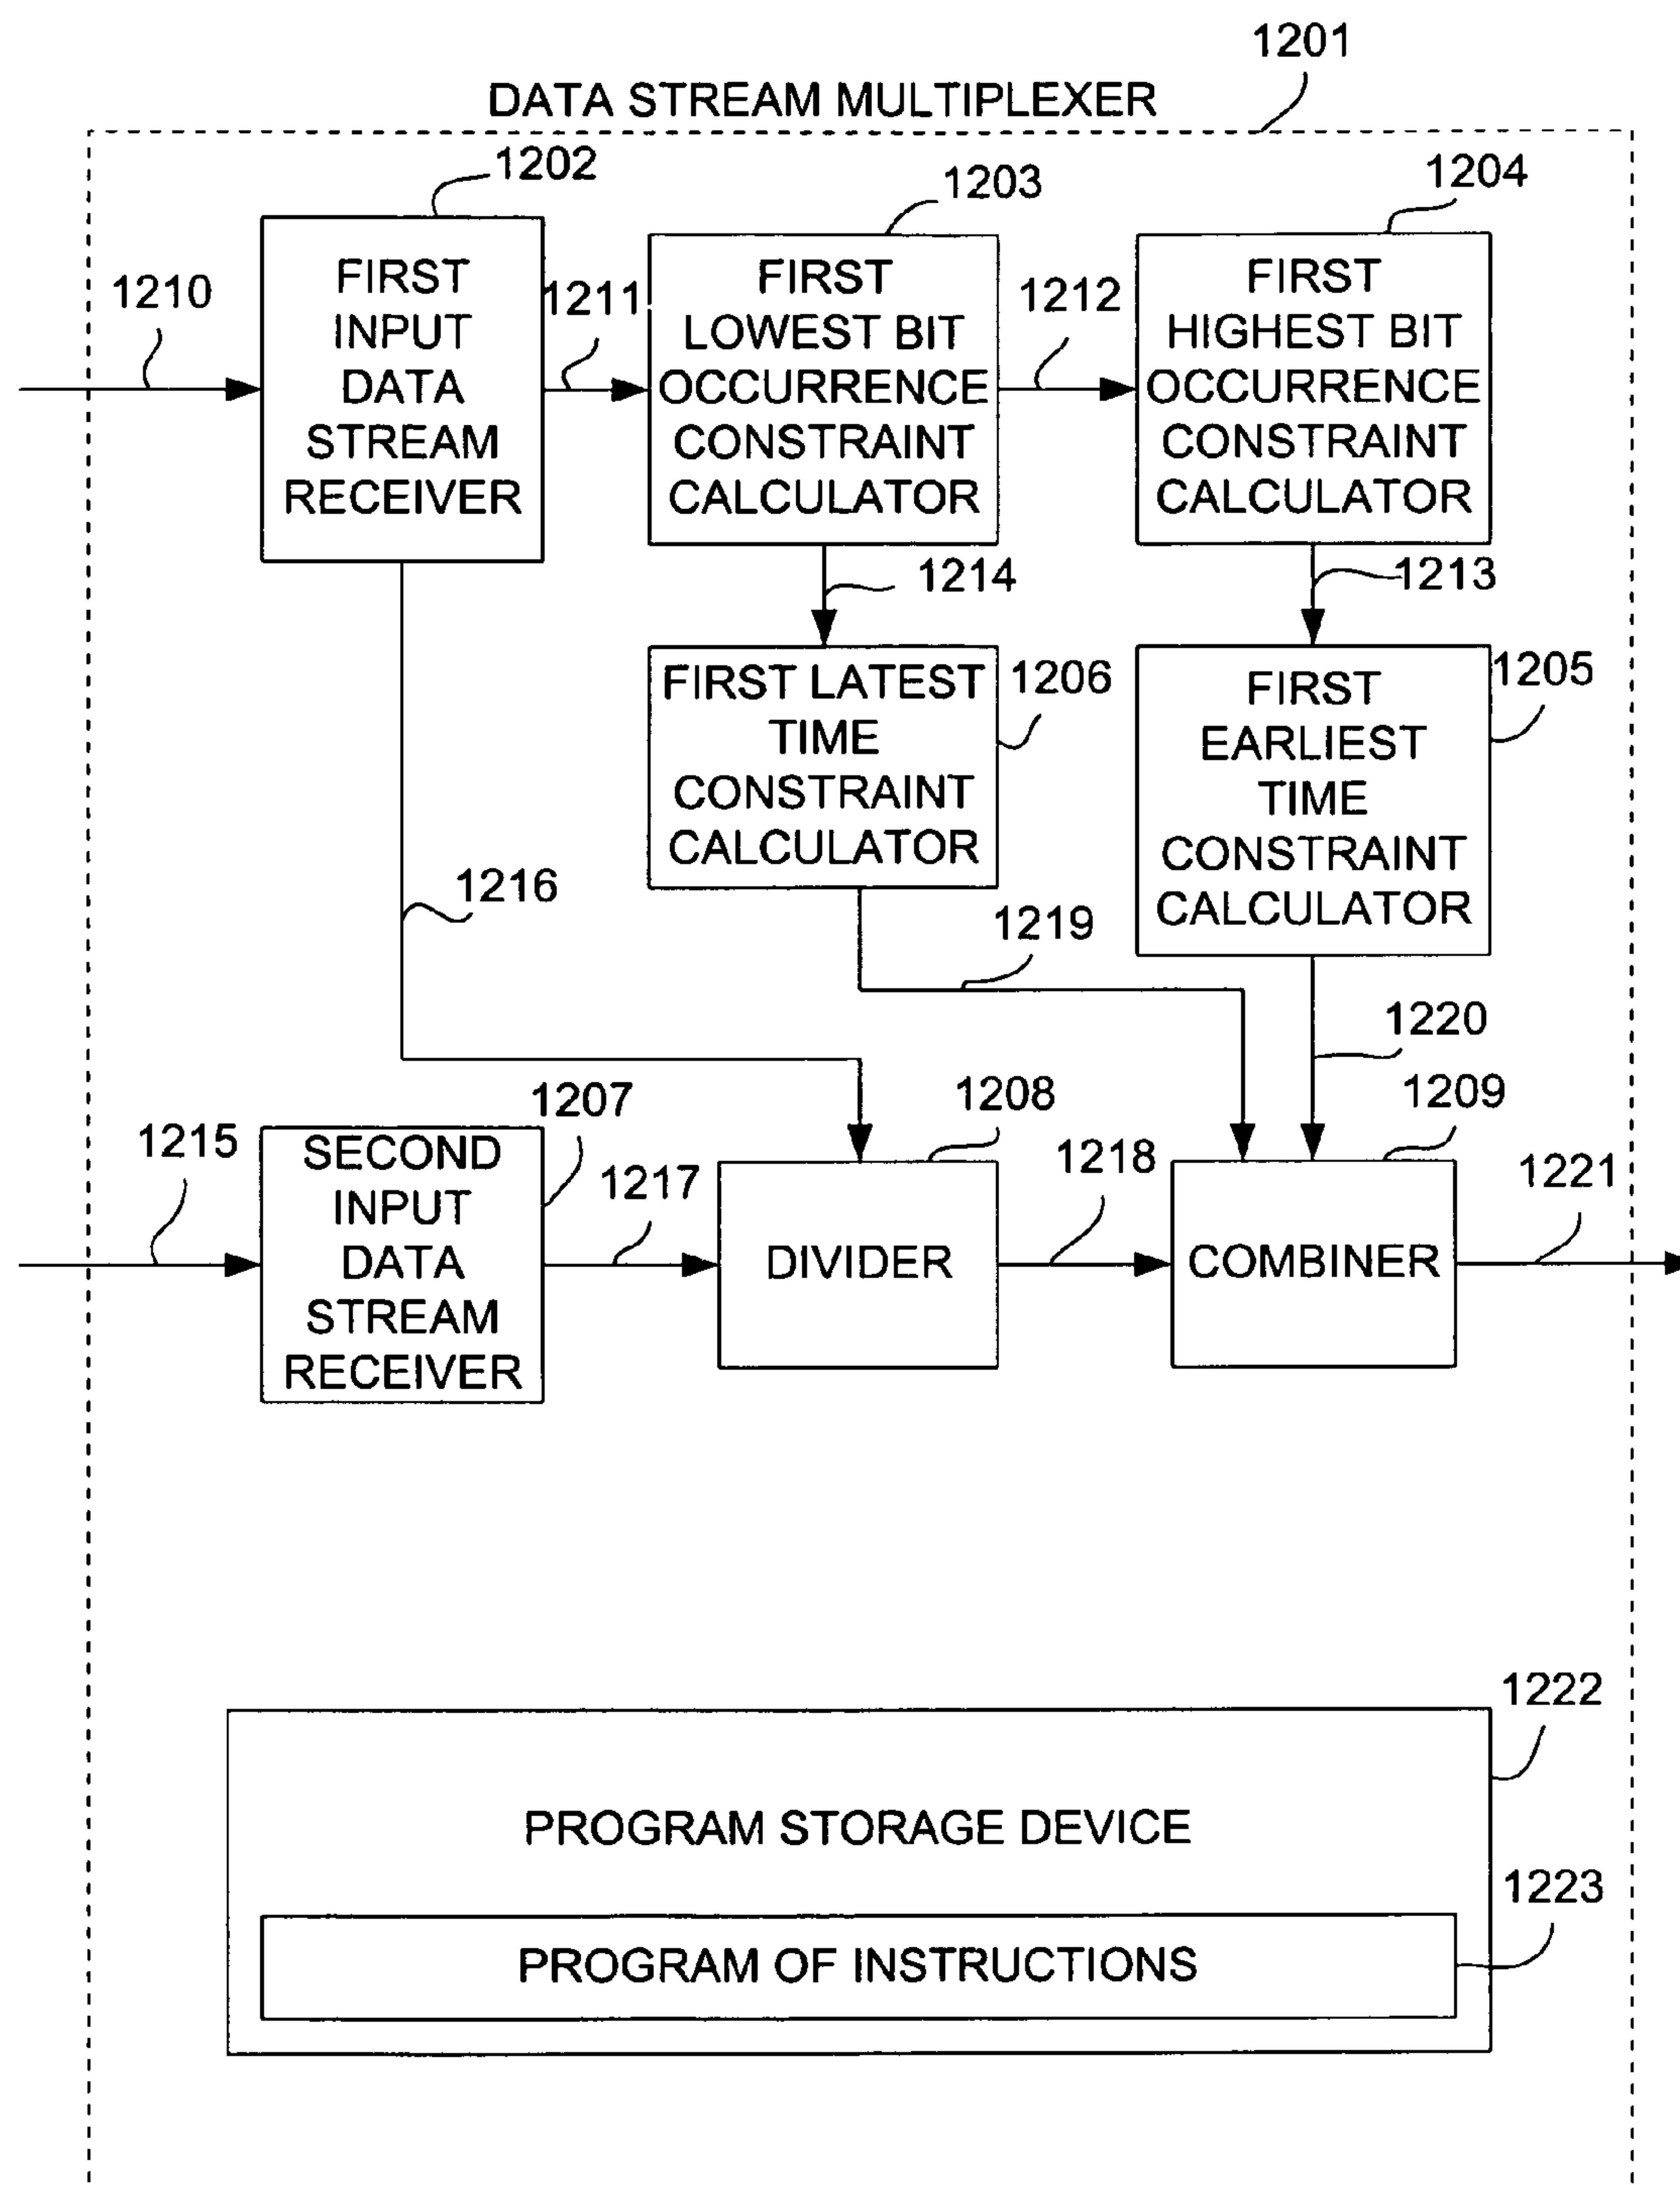 1201
DATA STREAM MULTIPLEXER
1202
1203
1204
FIRST
INPUT
DATA
STREAM
RECEIVER
FIRST
LOWEST BIT
OCCURRENCE
CONSTRAINT
CALCULATOR
FIRST
HIGHEST BIT
OCCURRENCE
CONSTRAINT
CALCULATOR
1210
1211
1212
1214
1213
FIRST LATEST
TIME
CONSTRAINT
CALCULATOR
1206
FIRST
EARLIEST
TIME
CONSTRAINT
CALCULATOR
1205
1216
1219
1220
1215
1207
SECOND
INPUT
DATA
STREAM
RECEIVER
1217
1208
DIVIDER
1218
1209
COMBINER
1221
1222
PROGRAM STORAGE DEVICE
1223
PROGRAM OF INSTRUCTIONS